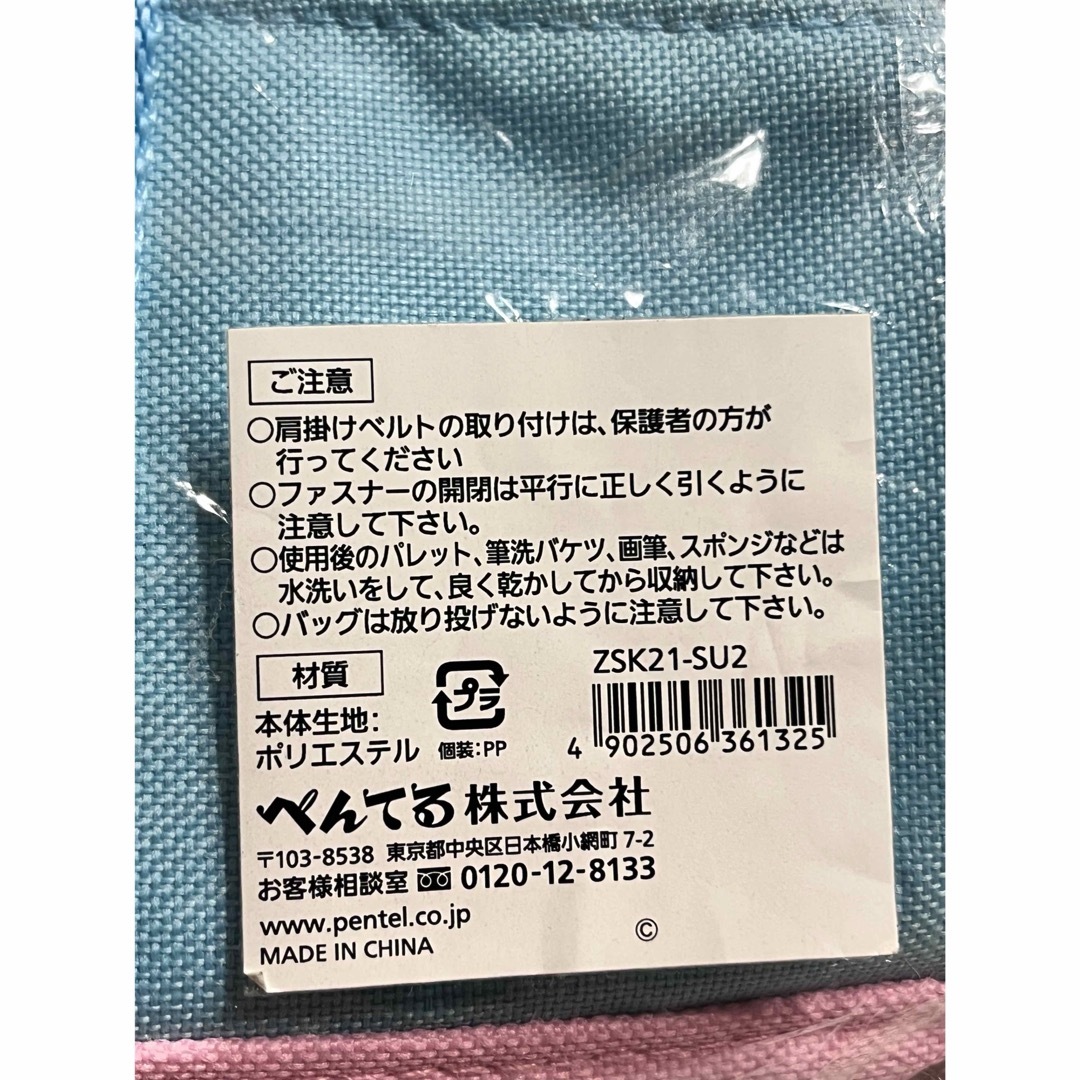 ご注意
○肩掛けベルトの取り付けは、保護者の方が
行ってください
○ファスナーの開閉は平行に正しく引くように
注意して下さい。
○使用後のパレット、筆洗バケツ、画筆、スポンジなどは
水洗いをして、良く乾かしてから収納して下さい。
○バッグは放り投げないように注意して下さい。
材質
本体生地：
ポリエステル
プラ
個装：PP
ZSK21-SU2
4 902506 361325
ぺんてる株式会社
〒103-8538 東京都中央区日本橋小網町 7-2
お客様相談室 0120-12-8133
www.pentel.co.jp
MADE IN CHINA
©